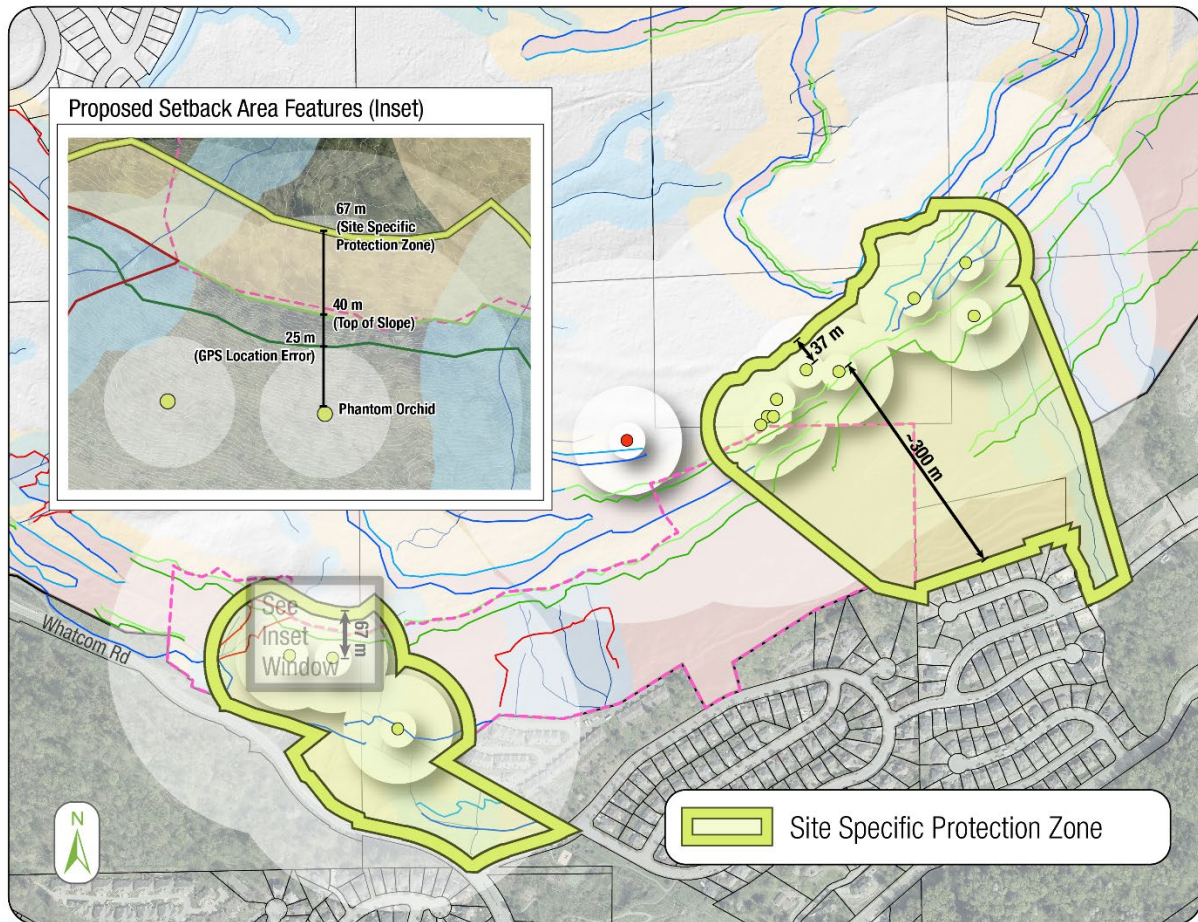 Proposed Setback Area Features (Inset)
67 m
(Site Specific
Protection Zone)
40 m
(Top of Slope)
25 m
(GPS Location Error)
Phantom Orchid
37 m
~300 m
See
Inset
Window
67 m
Whatcom Rd
N
Site Specific Protection Zone